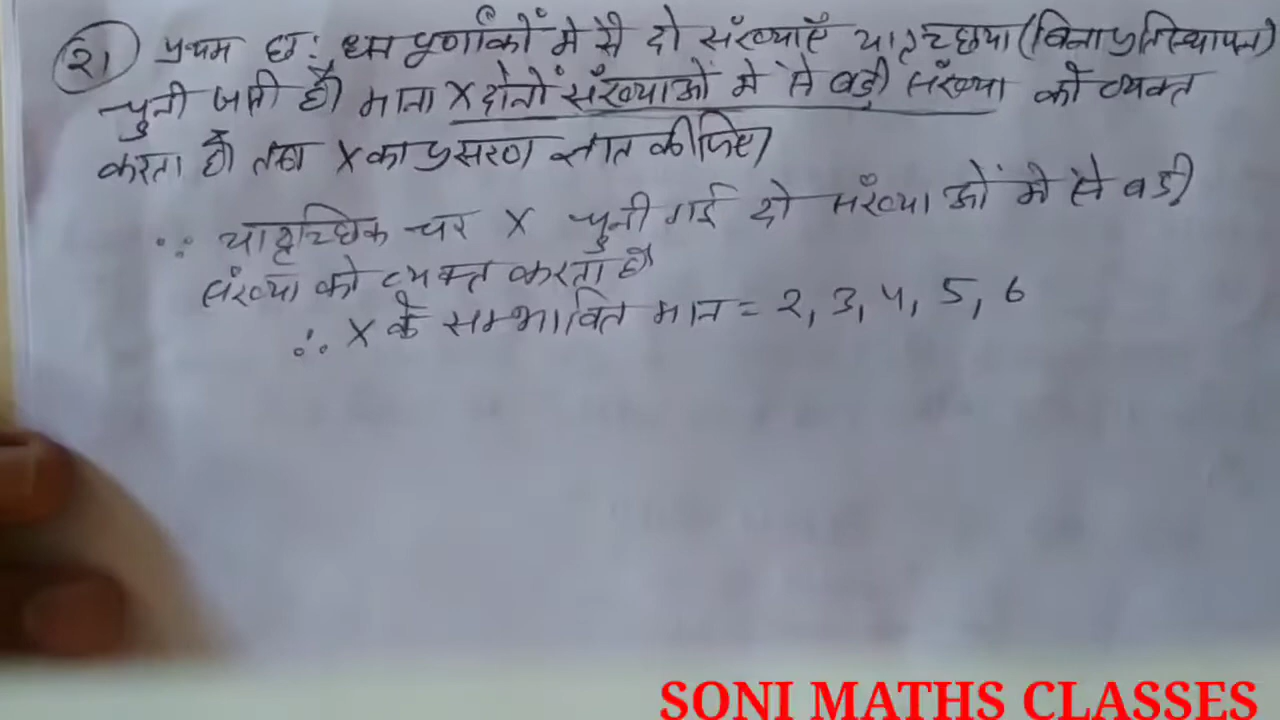 21 प्रथम छः धन पूर्णांकों मे से दो संख्याएँ यादृच्छया (बिना प्रतिस्थापन)
चुनी जाती है। माना X दोनों संख्याओं में से बड़ी संख्या को व्यक्त
करता है। तब X का प्रसरण ज्ञात कीजिए।
∵ यादृच्छिक चर X चुनी गई दो संख्याओं में से बडी
संख्या को व्यक्त करता है
∴ X के सम्भावित मान = 2, 3, 4, 5, 6
SONI MATHS CLASSES